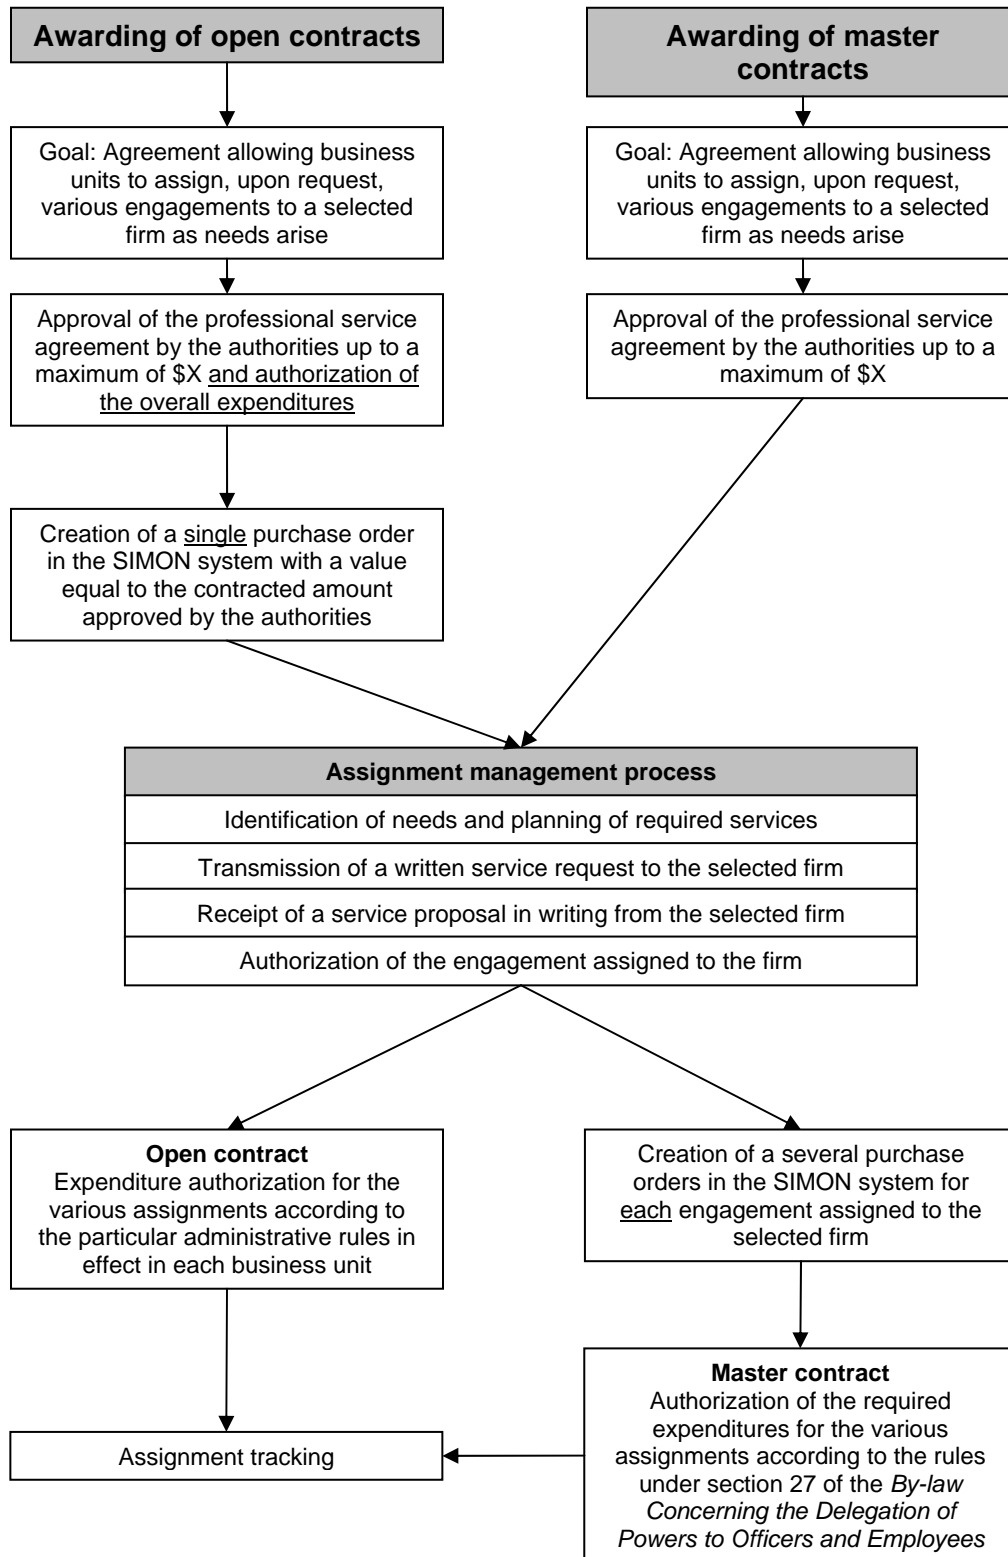 Awarding of open contracts
Awarding of master
contracts
Goal: Agreement allowing business
units to assign, upon request,
various engagements to a selected
firm as needs arise
Goal: Agreement allowing business
units to assign, upon request,
various engagements to a selected
firm as needs arise
Approval of the professional service
agreement by the authorities up to a
maximum of $X and authorization of
the overall expenditures
Approval of the professional service
agreement by the authorities up to a
maximum of $X
Creation of a single purchase order
in the SIMON system with a value
equal to the contracted amount
approved by the authorities
Assignment management process
Identification of needs and planning of required services
Transmission of a written service request to the selected firm
Receipt of a service proposal in writing from the selected firm
Authorization of the engagement assigned to the firm
Open contract
Expenditure authorization for the
various assignments according to
the particular administrative rules in
effect in each business unit
Creation of a several purchase
orders in the SIMON system for
each engagement assigned to the
selected firm
Master contract
Authorization of the required
expenditures for the various
assignments according to the rules
under section 27 of the By-law
Concerning the Delegation of
Powers to Officers and Employees
Assignment tracking